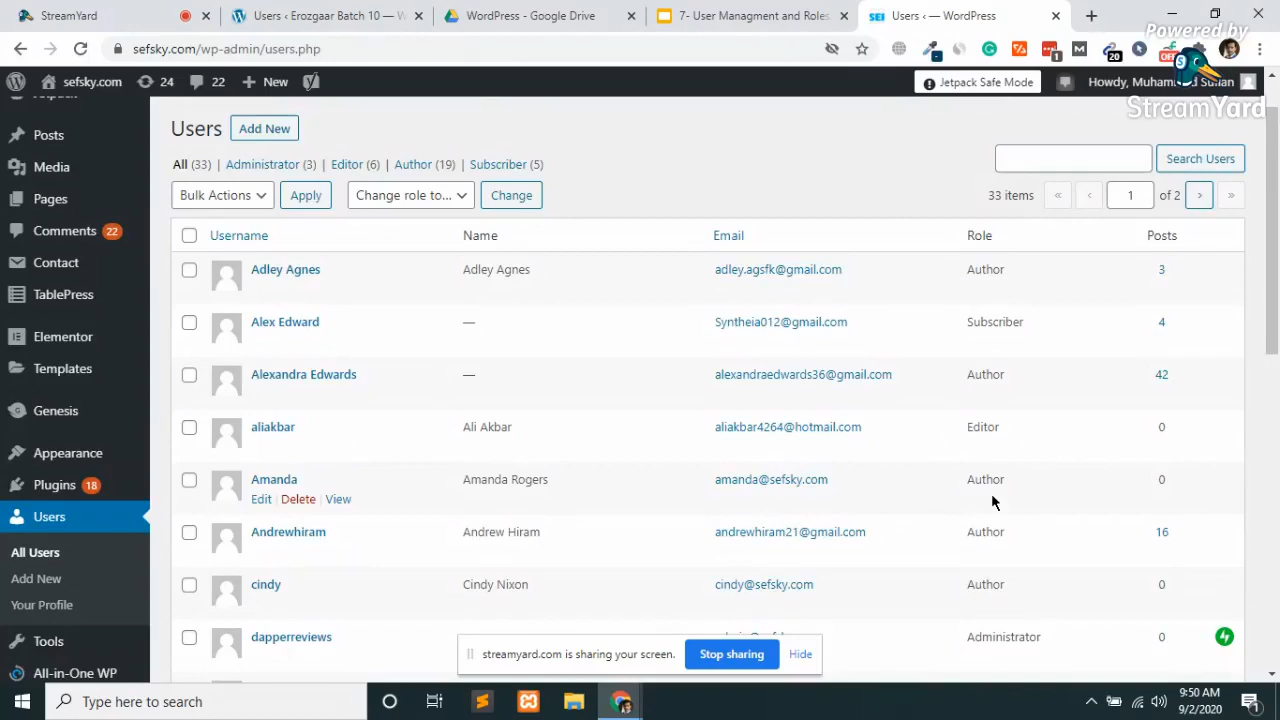 StreamYard
Users ‹ Erozgaar Batch 10 — W
WordPress - Google Drive
7- User Managment and Roles
SEF
Users ‹ — WordPress
Powered by
sefsky.com/wp-admin/users.php
1
20
OFF
StreamYard
sefsky.com
24
22
New
Jetpack Safe Mode
Howdy, Muhammad Sufian
Jetpack
Posts
Media
Pages
Comments 22
Contact
TablePress
Elementor
Templates
Genesis
Appearance
Plugins 18
Users
All Users
Add New
Your Profile
Tools
All-in-One WP
Users Add New
All (33) | Administrator (3) | Editor (6) | Author (19) | Subscriber (5)
Search Users
Bulk Actions Apply Change role to... Change
33 items « ‹ 1 of 2 › »
Username Name Email Role Posts
Adley Agnes Adley Agnes adley.agsfk@gmail.com Author 3
Alex Edward — Syntheia012@gmail.com Subscriber 4
Alexandra Edwards — alexandraedwards36@gmail.com Author 42
aliakbar Ali Akbar aliakbar4264@hotmail.com Editor 0
Amanda Amanda Rogers amanda@sefsky.com Author 0
Edit | Delete | View
Andrewhiram Andrew Hiram andrewhiram21@gmail.com Author 16
cindy Cindy Nixon cindy@sefsky.com Author 0
dapperreviews Administrator 0
streamyard.com is sharing your screen. Stop sharing Hide
Type here to search
9:50 AM
9/2/2020
1